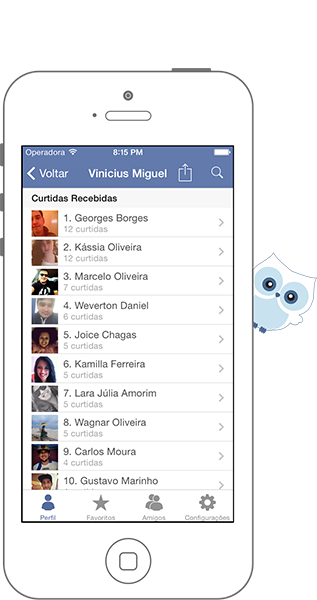 Operadora 8:15 PM
Voltar Vinicius Miguel
Curtidas Recebidas
1. Georges Borges
12 curtidas
2. Kássia Oliveira
12 curtidas
3. Marcelo Oliveira
7 curtidas
4. Weverton Daniel
6 curtidas
5. Joice Chagas
5 curtidas
6. Kamilla Ferreira
5 curtidas
7. Lara Júlia Amorim
5 curtidas
8. Wagnar Oliveira
5 curtidas
9. Carlos Moura
4 curtidas
10. Gustavo Marinho
Perfil Favoritos Amigos Configurações